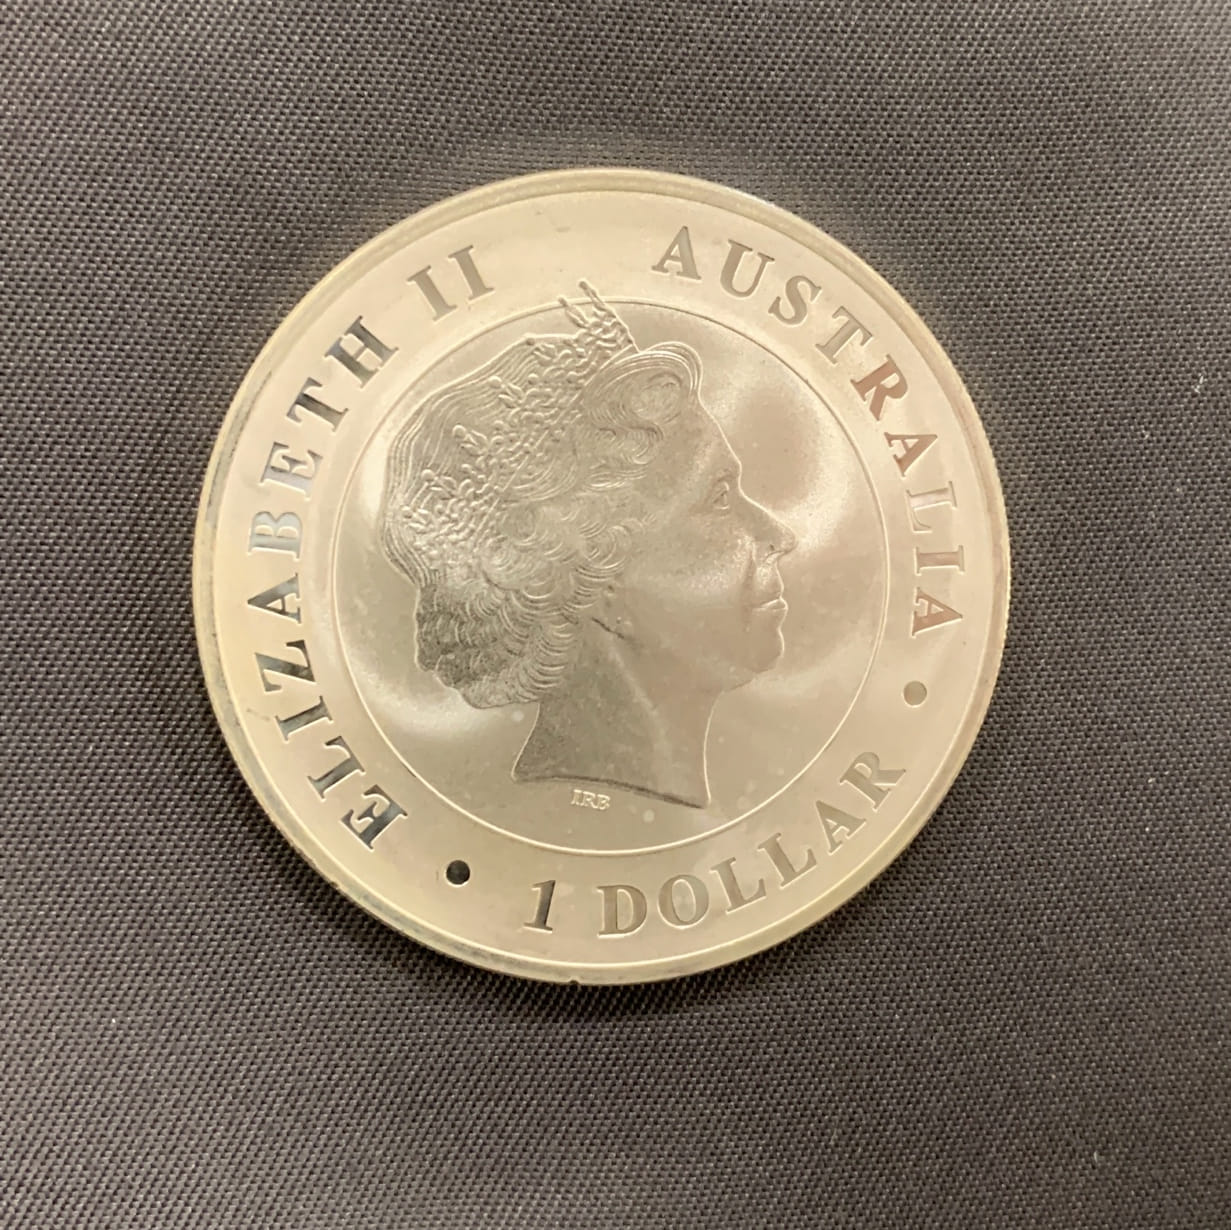 ELIZABETH II
AUSTRALIA
• 1 DOLLAR •
IRB